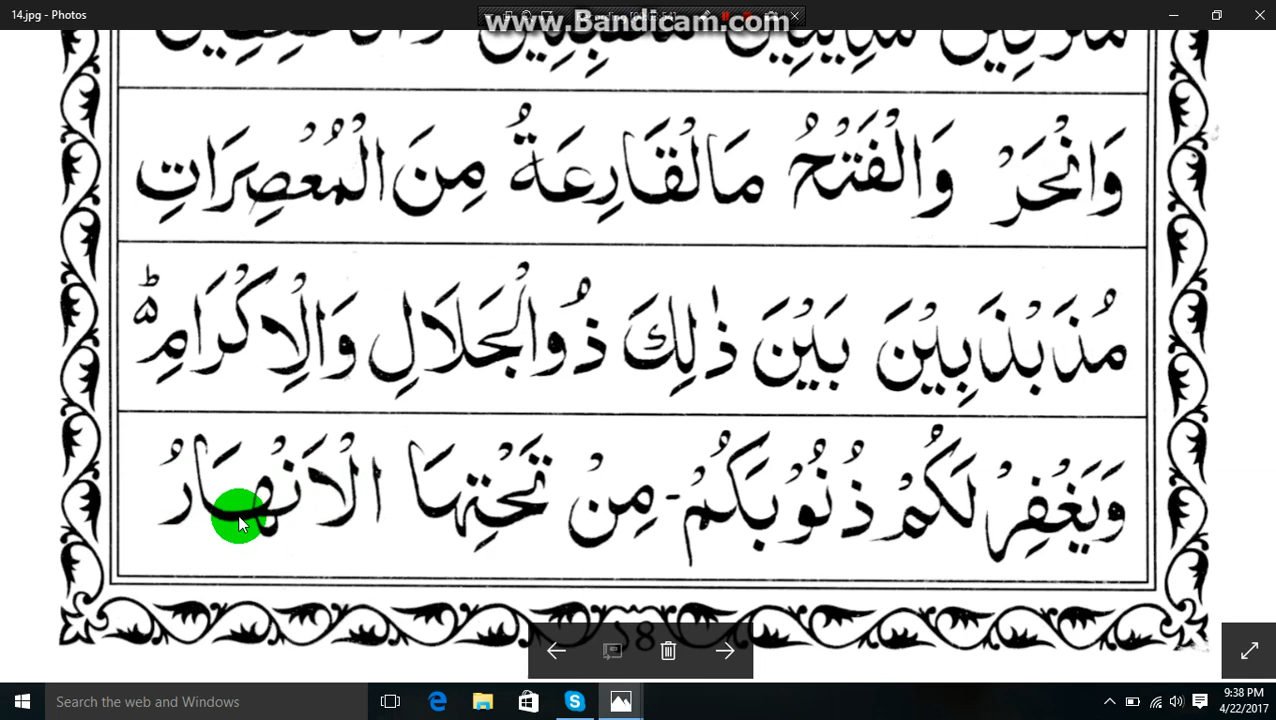 14.jpg - Photos
www.Bandicam.com
وَانْحَرْ وَالْفَتْحُ مَالْقَارِعَةُ مِنَ الْمُعْصِرَاتِ
مُذَبْذَبِيْنَ بَيْنَ ذٰلِكَ ذُوالْجَلَالِ وَالْاِكْرَامِ
وَيَغْفِرْ لَكُمْ ذُنُوْبَكُمْ - مِنْ تَحْتِهَا الْاَنْهَارُ
Search the web and Windows
9:38 PM
4/22/2017